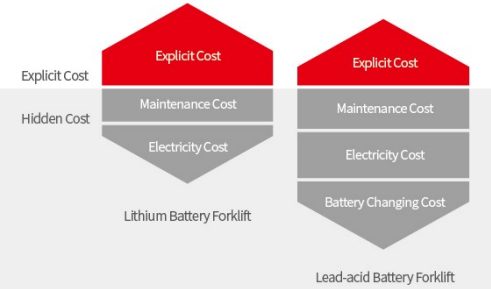 Explicit Cost
Explicit Cost
Explicit Cost
Hidden Cost
Maintenance Cost
Maintenance Cost
Electricity Cost
Electricity Cost
Battery Changing Cost
Lithium Battery Forklift
Lead-acid Battery Forklift